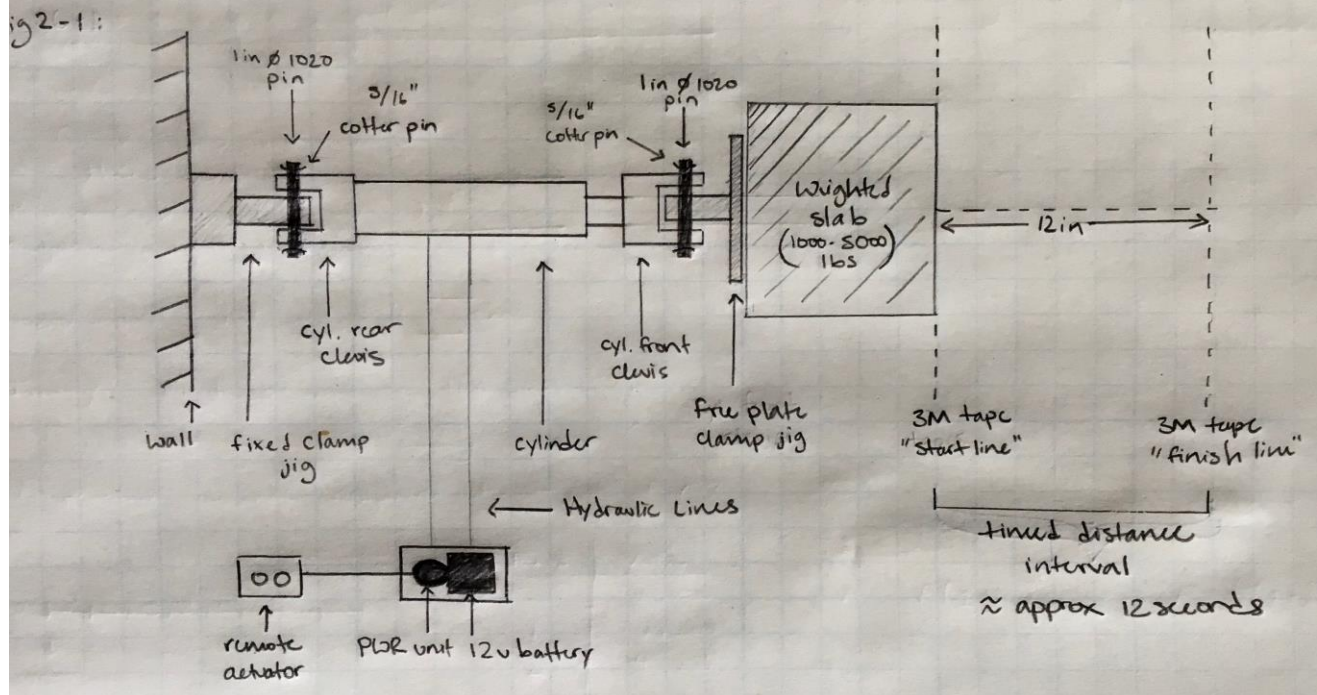 ig 2-1:
1in ø 1020
pin
5/16"
cotter pin
1in ø 1020
pin
5/16"
cotter pin
Weighted
slab
(1000-5000
lbs)
12in
cyl. rear
clevis
cyl. front
clevis
wall
fixed clamp
jig
cylinder
free plate
clamp jig
3M tape
"start line"
3M tape
"finish line"
Hydraulic Lines
timed distance
interval
≈ approx 12 seconds
remote
actuator
PWR unit
12v battery